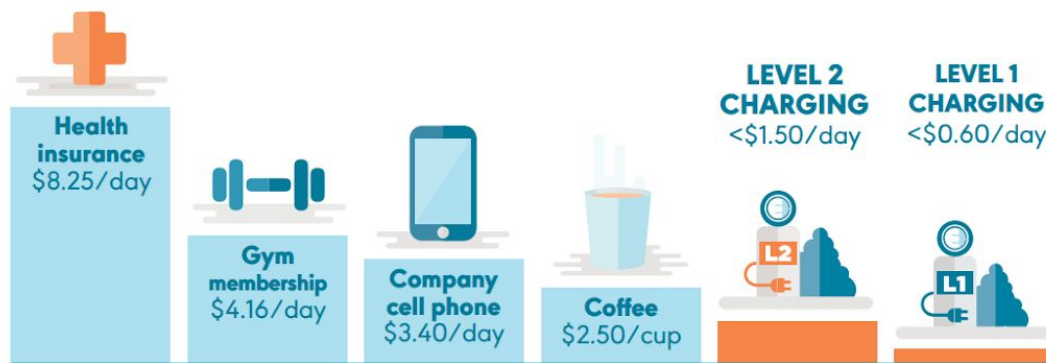 Health
insurance
$8.25/day
Gym
membership
$4.16/day
Company
cell phone
$3.40/day
Coffee
$2.50/cup
LEVEL 2
CHARGING
<$1.50/day
L2
LEVEL 1
CHARGING
<$0.60/day
L1